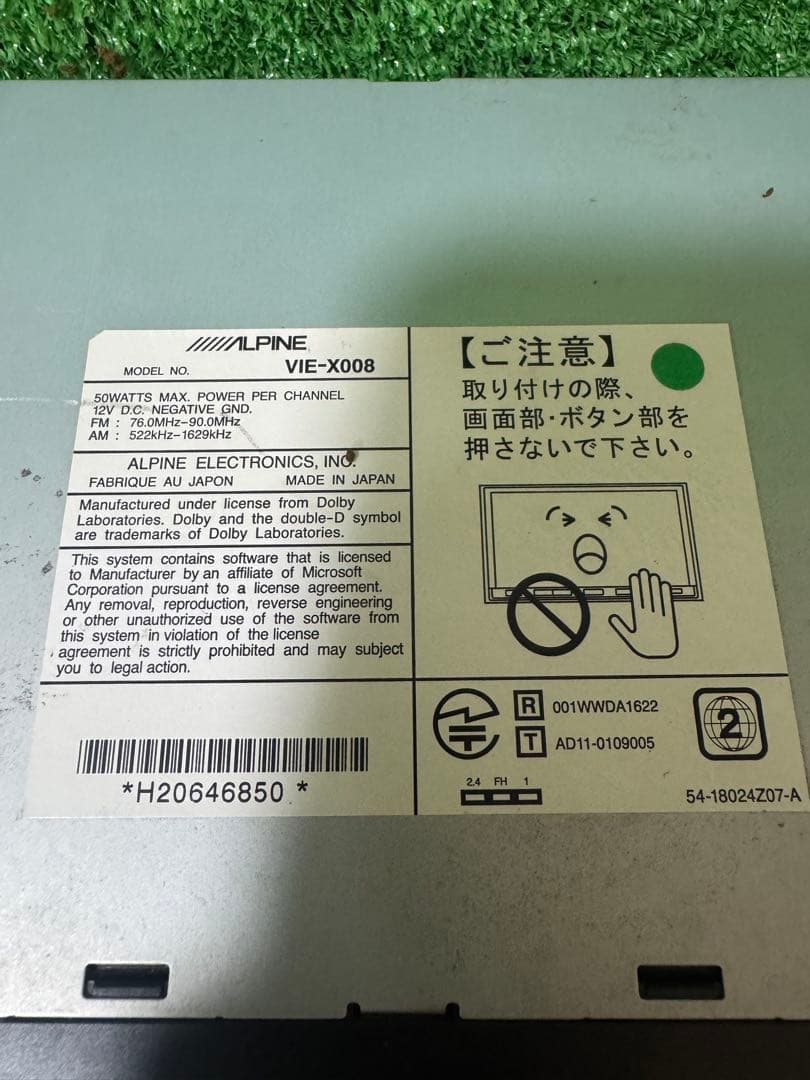 ALPINE
MODEL NO. VIE-X008
50WATTS MAX. POWER PER CHANNEL
12V D.C. NEGATIVE GND.
FM : 76.0MHz-90.0MHz
AM : 522kHz-1629kHz
ALPINE ELECTRONICS, INC.
FABRIQUE AU JAPON MADE IN JAPAN
Manufactured under license from Dolby
Laboratories. Dolby and the double-D symbol
are trademarks of Dolby Laboratories.
This system contains software that is licensed
to Manufacturer by an affiliate of Microsoft
Corporation pursuant to a license agreement.
Any removal, reproduction, reverse engineering
or other unauthorized use of the software from
this system in violation of the license
agreement is strictly prohibited and may subject
you to legal action.
*H20646850*
【ご注意】
取り付けの際、
画面部・ボタン部を
押さないで下さい。
R 001WWDA1622
T AD11-0109005
2
2.4 FH 1
54-18024Z07-A